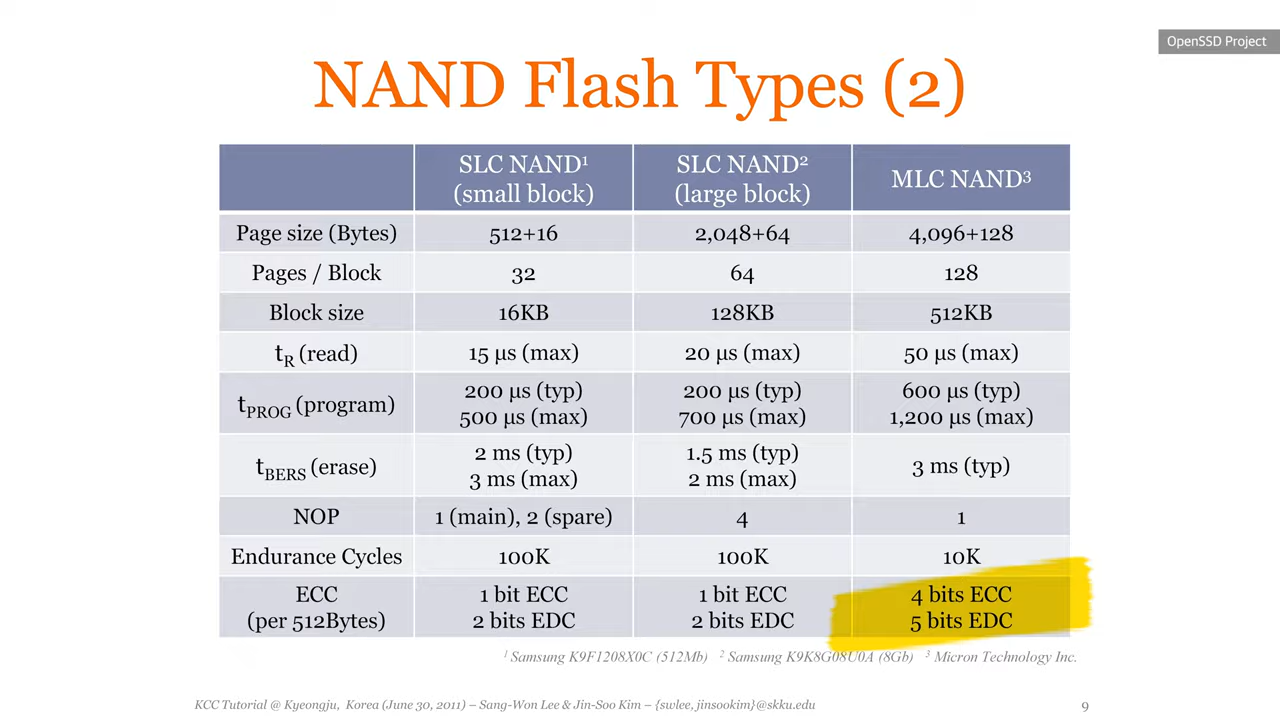 OpenSSD Project
NAND Flash Types (2)
SLC NAND¹
(small block)
SLC NAND²
(large block)
MLC NAND³
Page size (Bytes) 512+16 2,048+64 4,096+128
Pages / Block 32 64 128
Block size 16KB 128KB 512KB
tR (read) 15 µs (max) 20 µs (max) 50 µs (max)
tPROG (program)
200 µs (typ)
500 µs (max)
200 µs (typ)
700 µs (max)
600 µs (typ)
1,200 µs (max)
tBERS (erase)
2 ms (typ)
3 ms (max)
1.5 ms (typ)
2 ms (max)
3 ms (typ)
NOP 1 (main), 2 (spare) 4 1
Endurance Cycles 100K 100K 10K
ECC
(per 512Bytes)
1 bit ECC
2 bits EDC
1 bit ECC
2 bits EDC
4 bits ECC
5 bits EDC
¹ Samsung K9F1208X0C (512Mb) ² Samsung K9K8G08U0A (8Gb) ³ Micron Technology Inc.
KCC Tutorial @ Kyeongju, Korea (June 30, 2011) – Sang-Won Lee & Jin-Soo Kim – {swlee, jinsookim}@skku.edu 9